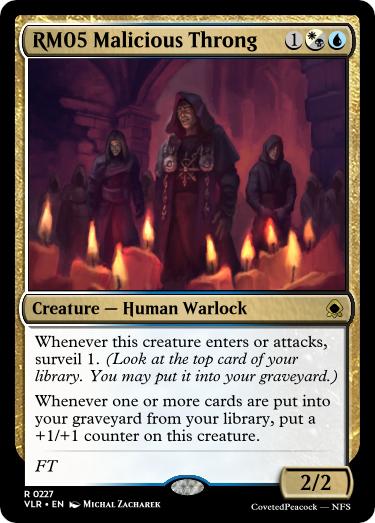 RM05 Malicious Throng 1
Creature — Human Warlock
Whenever this creature enters or attacks,
surveil 1. (Look at the top card of your
library. You may put it into your graveyard.)
Whenever one or more cards are put into
your graveyard from your library, put a
+1/+1 counter on this creature.
FT
2/2
R 0227
VLR • EN Michal Zacharek
CovetedPeacock — NFS